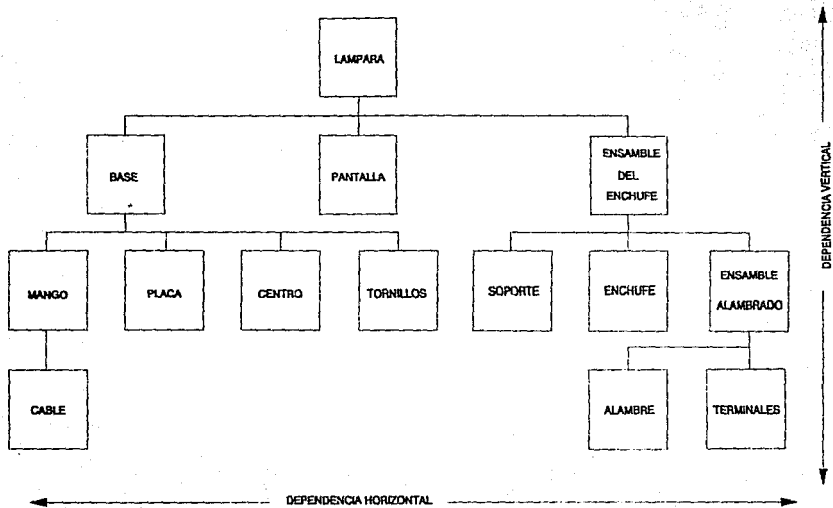 LAMPARA
BASE
PANTALLA
ENSAMBLE
DEL
ENCHUFE
MANGO
PLACA
CENTRO
TORNILLOS
SOPORTE
ENCHUFE
ENSAMBLE
ALAMBRADO
CABLE
ALAMBRE
TERMINALES
DEPENDENCIA VERTICAL
DEPENDENCIA HORIZONTAL